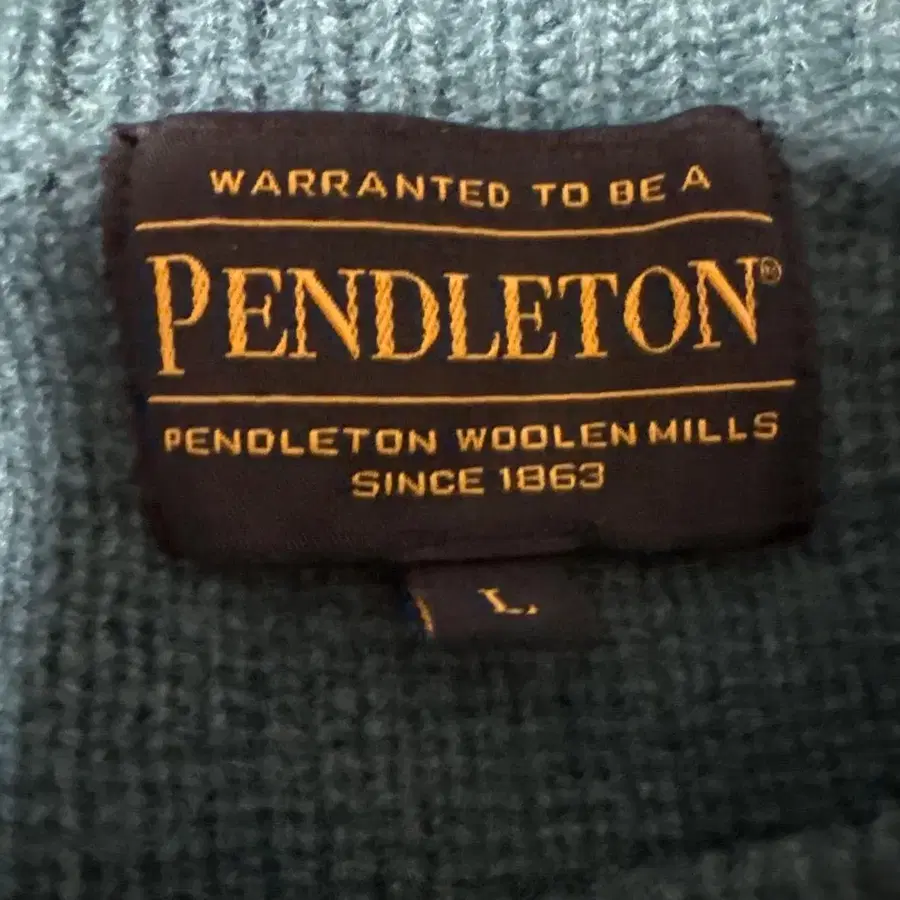 WARRANTED TO BE A
PENDLETON®
PENDLETON WOOLEN MILLS
SINCE 1863
L